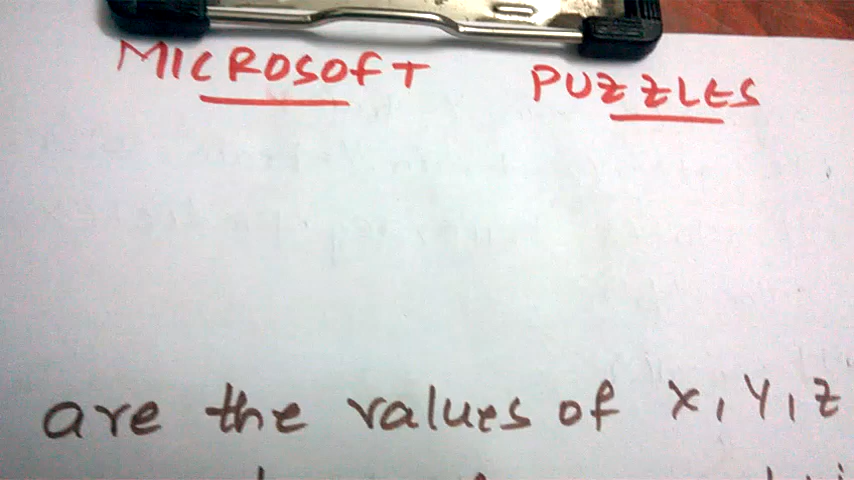 MICROSOFT PUZZLES
are the values of x, y, z